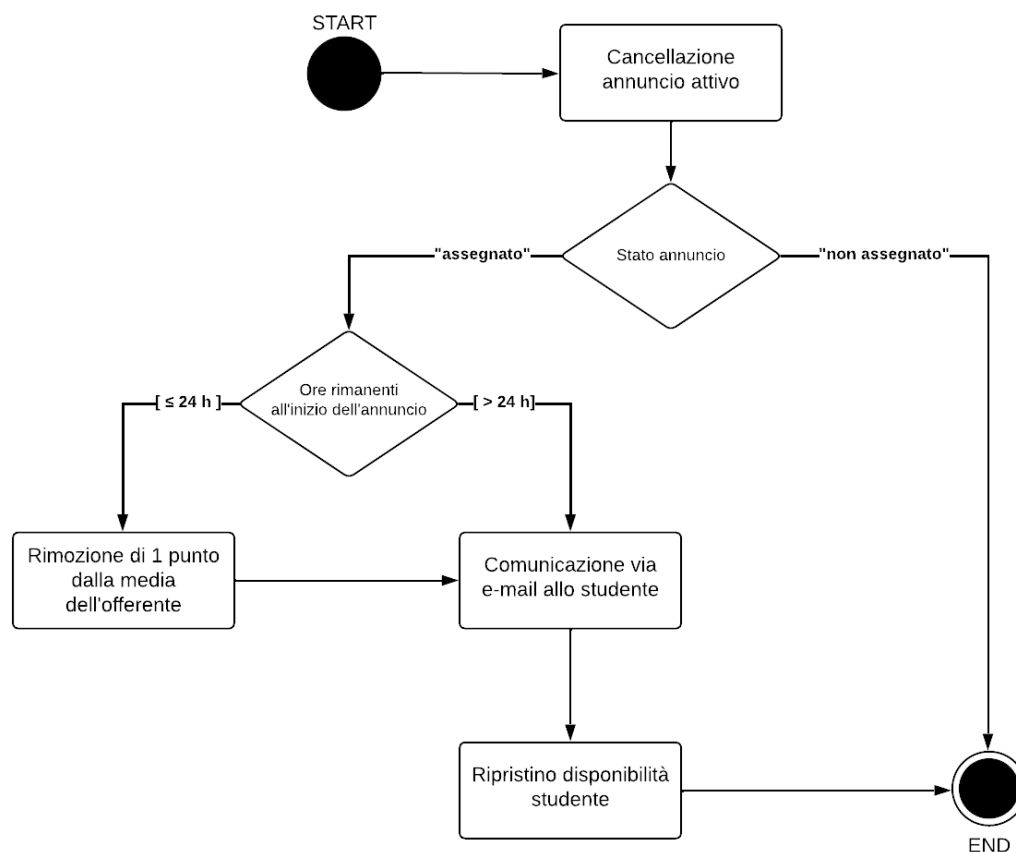 START
Cancellazione
annuncio attivo
Stato annuncio
"assegnato"
"non assegnato"
Ore rimanenti
all'inizio dell'annuncio
[ ≤ 24 h ]
[ > 24 h]
Rimozione di 1 punto
dalla media
dell'offerente
Comunicazione via
e-mail allo studente
Ripristino disponibilità
studente
END